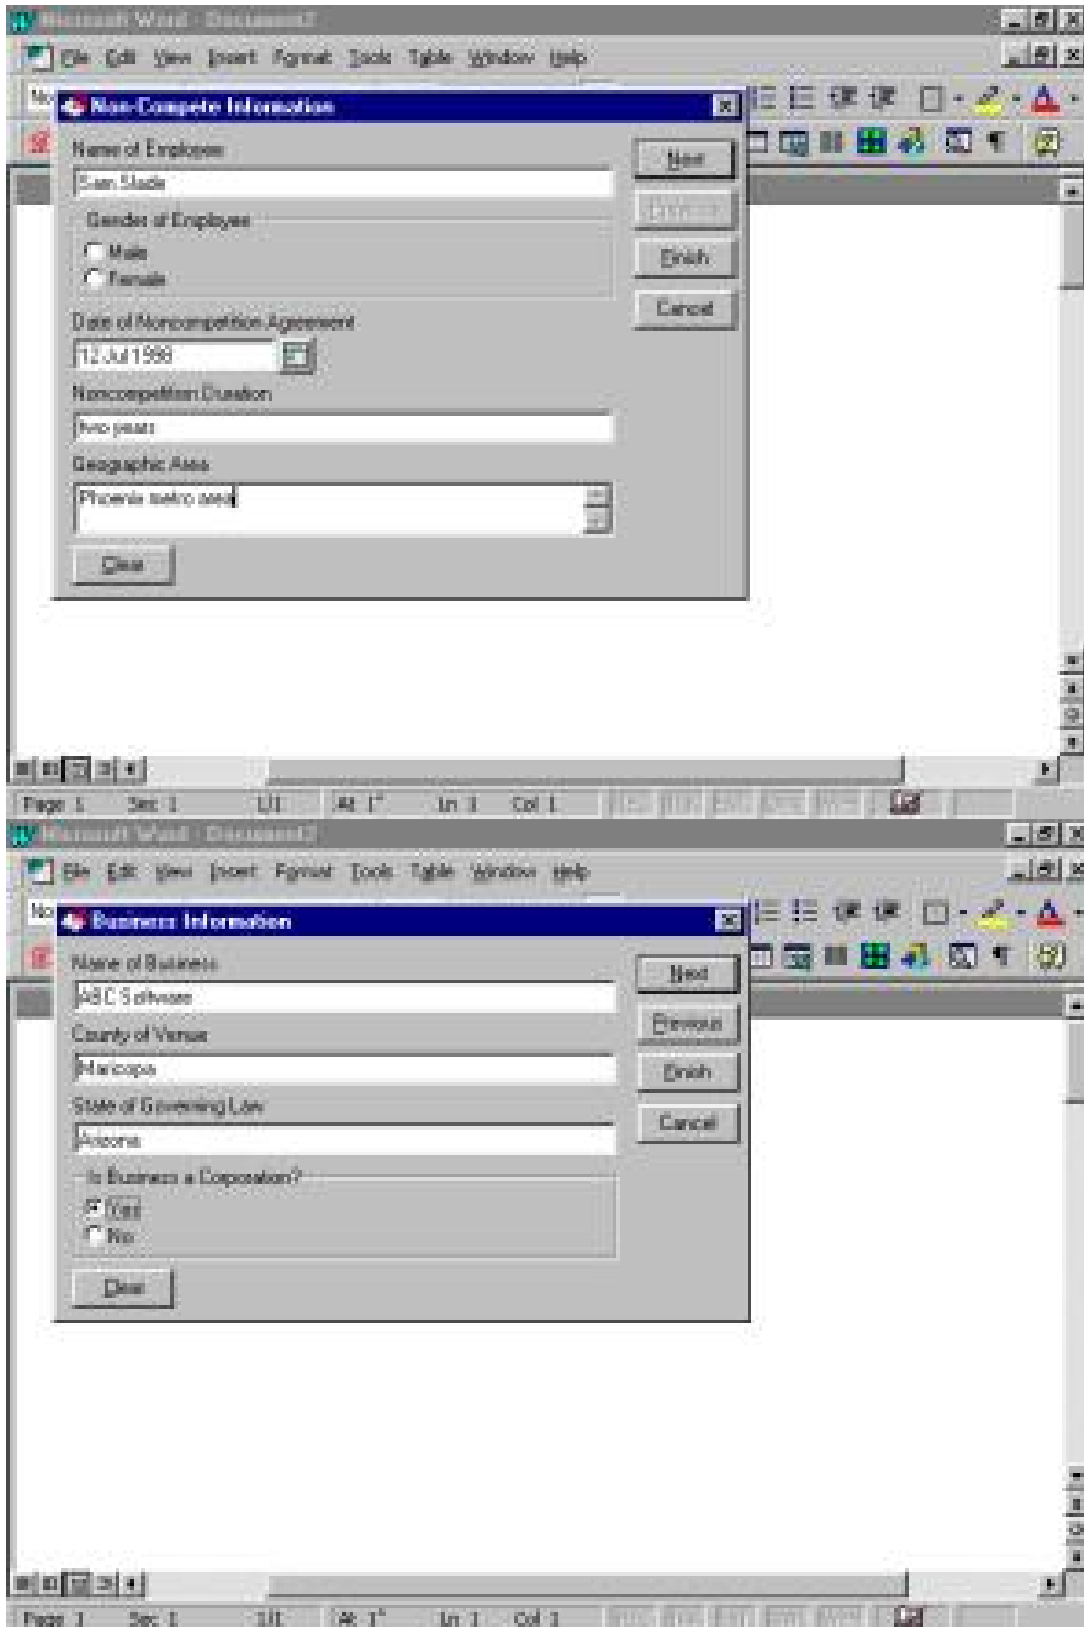 Microsoft Word - Document2
File Edit View Insert Format Tools Table Window Help
No
Non-Compete Information
Name of Employee
Next
Sam Slade
Previous
Gender of Employee
Male
Finish
Female
Cancel
Date of Noncompetition Agreement
12 Jul 1998
Noncompetition Duration
two years
Geographic Area
Phoenix metro area
Clear
Page 1 Sec 1 1/1 At 1" Ln 1 Col 1
Microsoft Word - Document2
File Edit View Insert Format Tools Table Window Help
No
Business Information
Name of Business
Next
ABC Software
County of Venue
Previous
Maricopa
Finish
State of Governing Law
Cancel
Arizona
Is Business a Corporation?
Yes
No
Clear
Page 1 Sec 1 1/1 At 1" Ln 1 Col 1